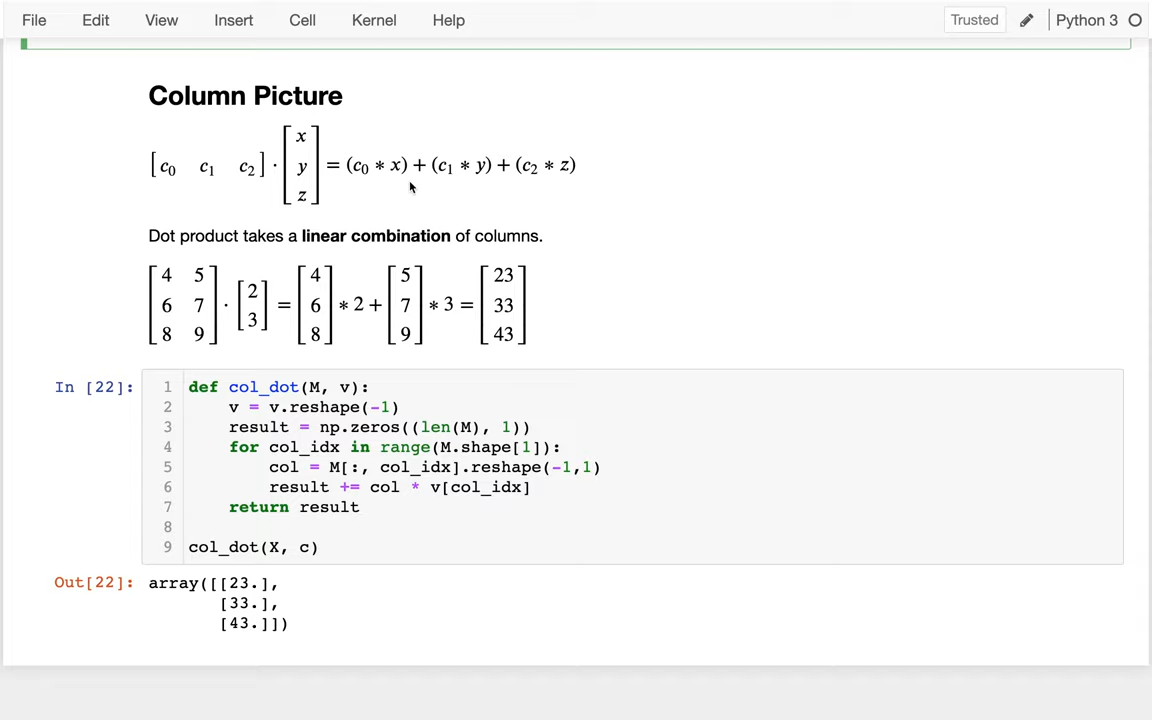 File Edit View Insert Cell Kernel Help Trusted Python 3
Column Picture
[c₀ c₁ c₂] · [x y z] = (c₀ * x) + (c₁ * y) + (c₂ * z)
Dot product takes a linear combination of columns.
[4 5
6 7
8 9] · [2
3] = [4
6
8] * 2 + [5
7
9] * 3 = [23
33
43]
In [22]:
1 def col_dot(M, v):
2     v = v.reshape(-1)
3     result = np.zeros((len(M), 1))
4     for col_idx in range(M.shape[1]):
5         col = M[:, col_idx].reshape(-1,1)
6         result += col * v[col_idx]
7     return result
8
9 col_dot(X, c)
Out[22]: array([[23.],
[33.],
[43.]])